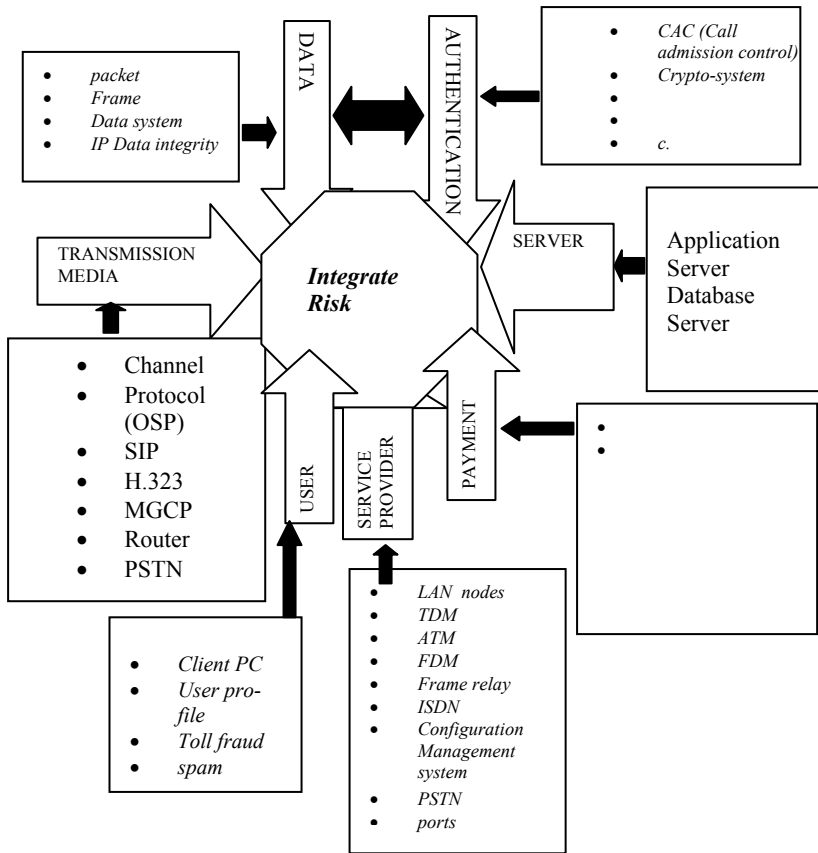 DATA
AUTHENTICATION
• packet
• Frame
• Data system
• IP Data integrity
• CAC (Call
admission control)
• Crypto-system
•
•
• c.
TRANSMISSION
MEDIA
Integrate
Risk
SERVER
Application
Server
Database
Server
• Channel
• Protocol
(OSP)
• SIP
• H.323
• MGCP
• Router
• PSTN
USER
SERVICE
PROVIDER
PAYMENT
•
•
• Client PC
• User pro-
file
• Toll fraud
• spam
• LAN nodes
• TDM
• ATM
• FDM
• Frame relay
• ISDN
• Configuration
Management
system
• PSTN
• ports